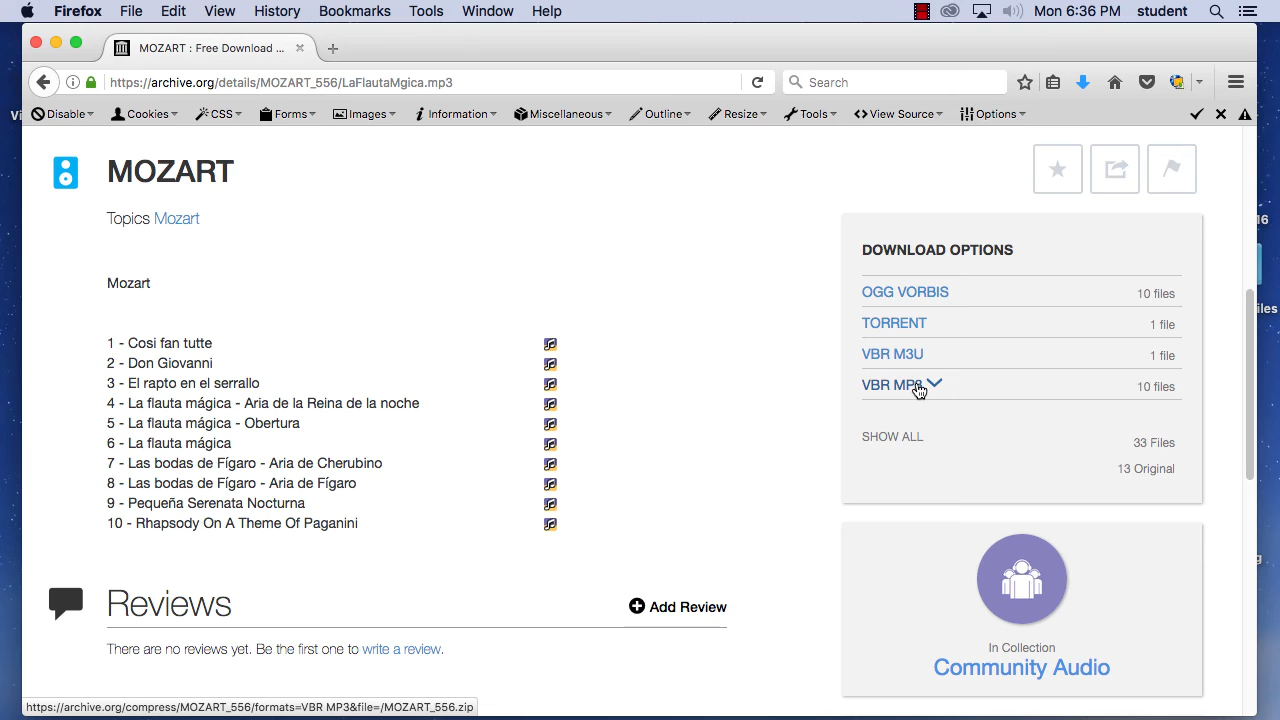 Firefox File Edit View History Bookmarks Tools Window Help Mon 6:36 PM student
MOZART : Free Download ...
https://archive.org/details/MOZART_556/LaFlautaMgica.mp3 Search
Disable Cookies CSS Forms Images Information Miscellaneous Outline Resize Tools View Source Options
MOZART
Topics Mozart
Mozart
1 - Cosi fan tutte
2 - Don Giovanni
3 - El rapto en el serrallo
4 - La flauta mágica - Aria de la Reina de la noche
5 - La flauta mágica - Obertura
6 - La flauta mágica
7 - Las bodas de Fígaro - Aria de Cherubino
8 - Las bodas de Fígaro - Aria de Fígaro
9 - Pequeña Serenata Nocturna
10 - Rhapsody On A Theme Of Paganini
Reviews
Add Review
There are no reviews yet. Be the first one to write a review.
DOWNLOAD OPTIONS
OGG VORBIS 10 files
TORRENT 1 file
VBR M3U 1 file
VBR MP3 10 files
SHOW ALL 33 Files
13 Original
In Collection
Community Audio
https://archive.org/compress/MOZART_556/formats=VBR MP3&file=/MOZART_556.zip